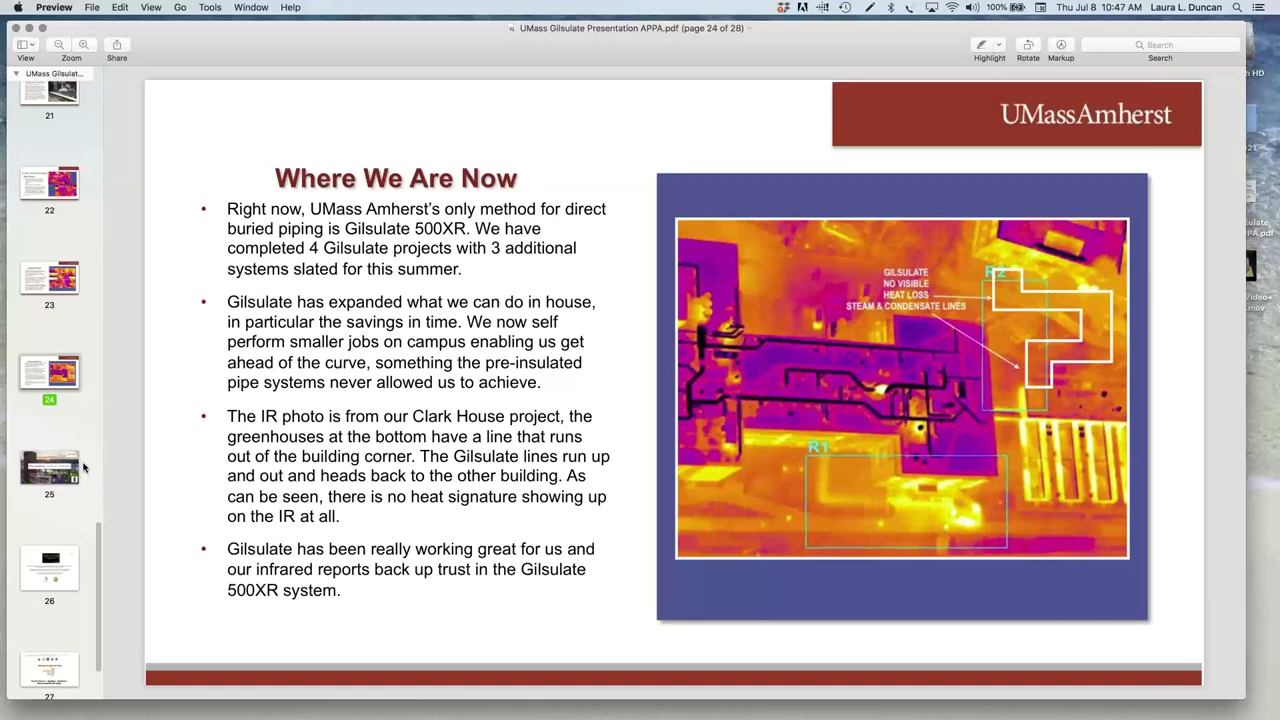 Preview File Edit View Go Tools Window Help 100% Thu Jul 8 10:47 AM Laura L. Duncan
UMass Gilsulate Presentation APPA.pdf (page 24 of 28)
View Zoom Share Highlight Rotate Markup Search
Search
UMass Gilsulat...
21
22
23
24
25
26
27
UMassAmherst
Where We Are Now
• Right now, UMass Amherst's only method for direct
buried piping is Gilsulate 500XR. We have
completed 4 Gilsulate projects with 3 additional
systems slated for this summer.
• Gilsulate has expanded what we can do in house,
in particular the savings in time. We now self
perform smaller jobs on campus enabling us get
ahead of the curve, something the pre-insulated
pipe systems never allowed us to achieve.
• The IR photo is from our Clark House project, the
greenhouses at the bottom have a line that runs
out of the building corner. The Gilsulate lines run up
and out and heads back to the other building. As
can be seen, there is no heat signature showing up
on the IR at all.
• Gilsulate has been really working great for us and
our infrared reports back up trust in the Gilsulate
500XR system.
GILSULATE
NO VISIBLE
HEAT LOSS
STEAM & CONDENSATE LINES
R2
R1